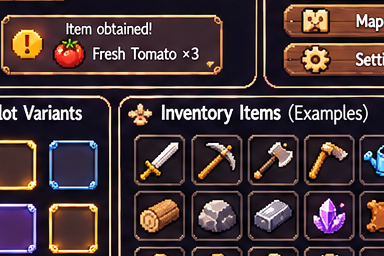 Item obtained!
Fresh Tomato ×3
Map
Setti
lot Variants
Inventory Items (Examples)